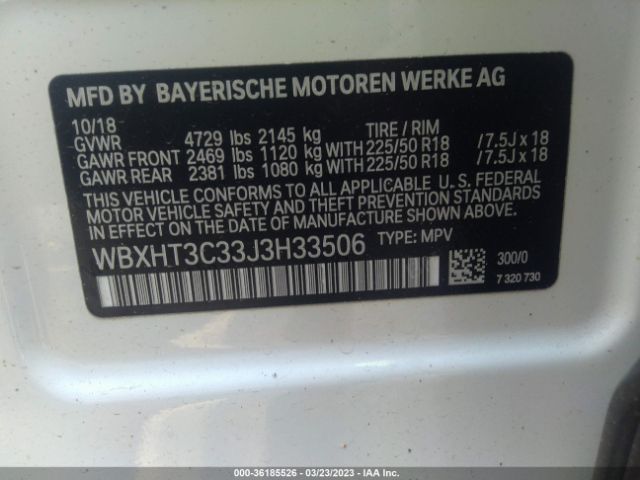 MFD BY BAYERISCHE MOTOREN WERKE AG
10/18
GVWR 4729 lbs 2145 kg TIRE / RIM
GAWR FRONT 2469 lbs 1120 kg WITH 225/50 R18 /7.5J x 18
GAWR REAR 2381 lbs 1080 kg WITH 225/50 R18 /7.5J x 18
THIS VEHICLE CONFORMS TO ALL APPLICABLE U.S. FEDERAL
MOTOR VEHICLE SAFETY AND THEFT PREVENTION STANDARDS
IN EFFECT ON THE DATE OF MANUFACTURE SHOWN ABOVE.
WBXHT3C33J3H33506 TYPE: MPV
300/0
7 320 730
000-36185526 - 03/23/2023 - IAA Inc.